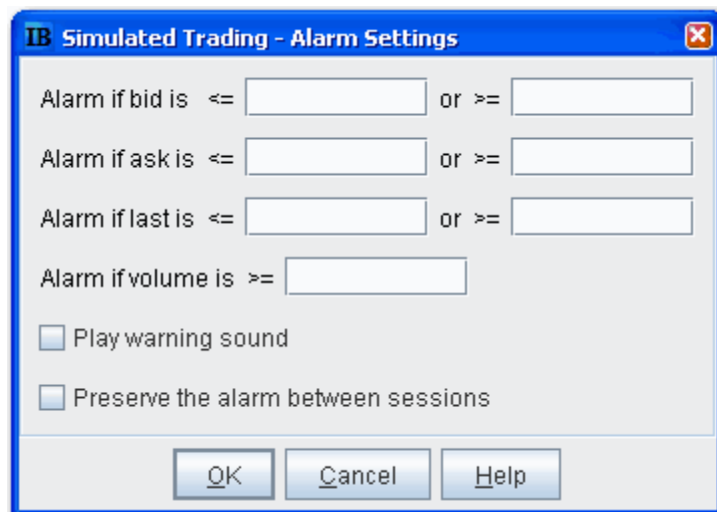 IB Simulated Trading - Alarm Settings
Alarm if bid is <= or >=
Alarm if ask is <= or >=
Alarm if last is <= or >=
Alarm if volume is >=
Play warning sound
Preserve the alarm between sessions
OK Cancel Help